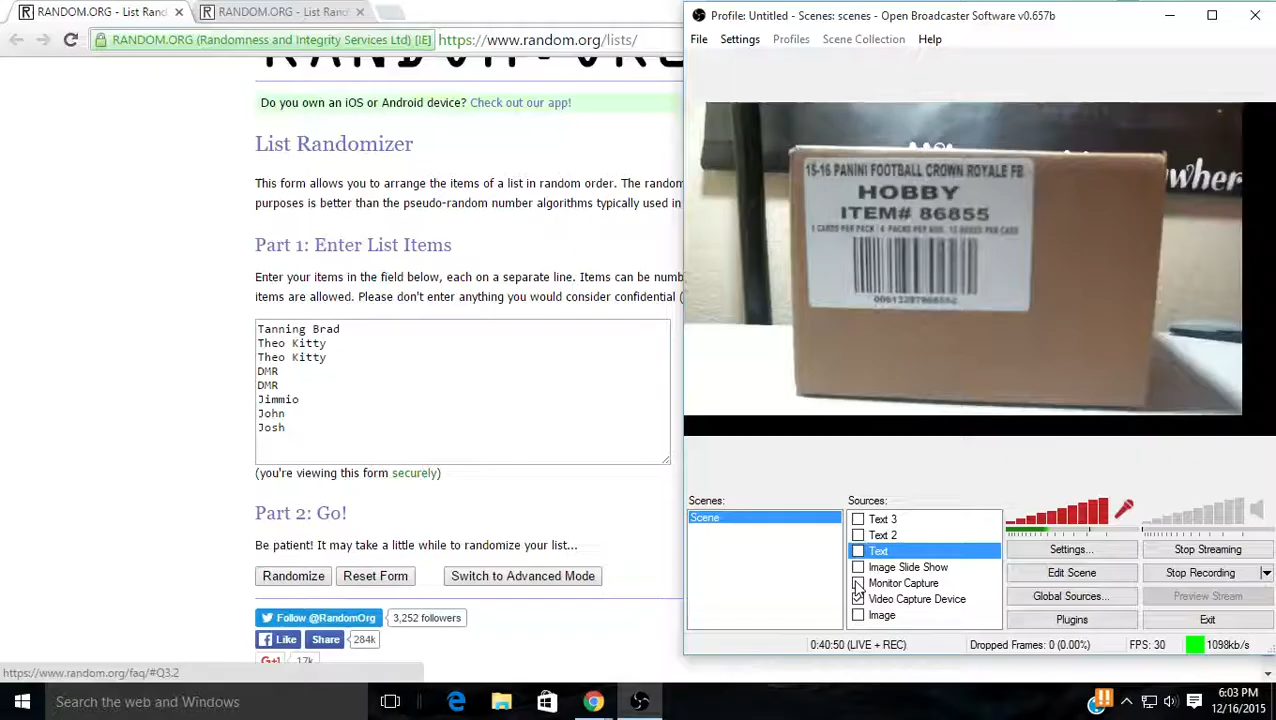 RANDOM.ORG - List Rand
RANDOM.ORG - List Rand
RANDOM.ORG (Randomness and Integrity Services Ltd) [IE]
https://www.random.org/lists/
Do you own an iOS or Android device? Check out our app!
List Randomizer
This form allows you to arrange the items of a list in random order. The random
purposes is better than the pseudo-random number algorithms typically used in
Part 1: Enter List Items
Enter your items in the field below, each on a separate line. Items can be numb
items are allowed. Please don't enter anything you would consider confidential (
Tanning Brad
Theo Kitty
Theo Kitty
DMR
DMR
Jimmio
John
Josh
(you're viewing this form securely)
Part 2: Go!
Be patient! It may take a little while to randomize your list...
Randomize
Reset Form
Switch to Advanced Mode
Follow @RandomOrg
3,252 followers
Like
Share
284k
17k
https://www.random.org/faq/#Q3.2
Search the web and Windows
Profile: Untitled - Scenes: scenes - Open Broadcaster Software v0.657b
File
Settings
Profiles
Scene Collection
Help
15-16 PANINI FOOTBALL CROWN ROYALE FB
HOBBY
ITEM# 86855
where
Scenes:
Scene
Sources:
Text 3
Text 2
Text
Image Slide Show
Monitor Capture
Video Capture Device
Image
Settings...
Edit Scene
Global Sources...
Plugins
Stop Streaming
Stop Recording
Preview Stream
Exit
0:40:50 (LIVE + REC)
Dropped Frames: 0 (0.00%)
FPS: 30
1098kb/s
6:03 PM
12/16/2015